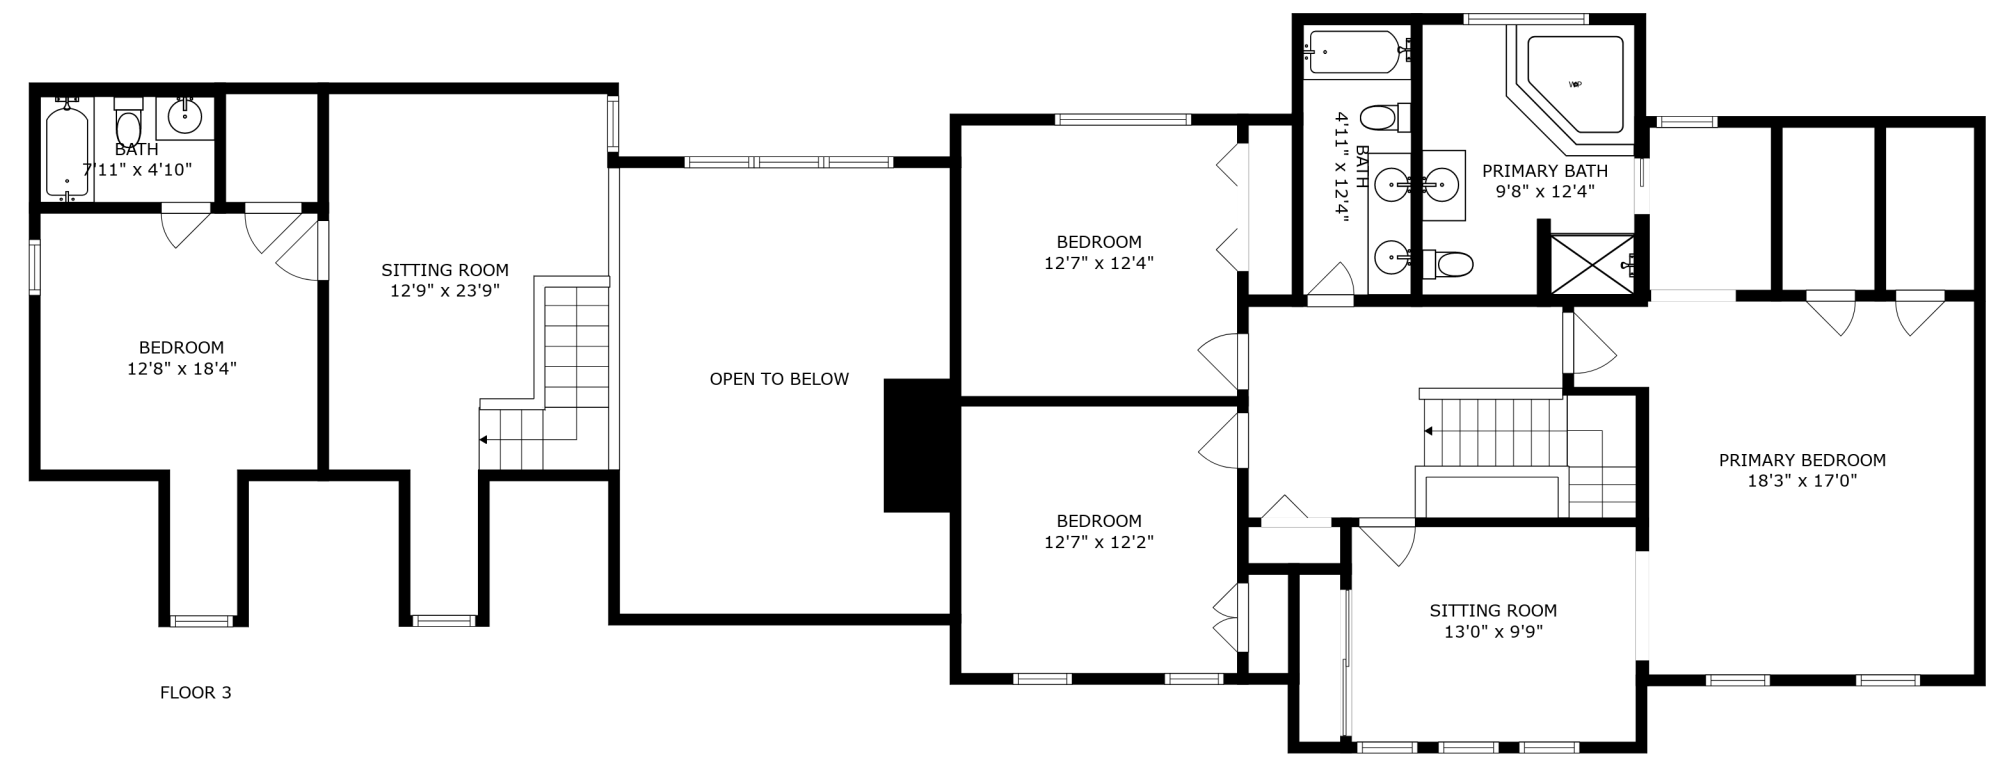 BATH
7'11" x 4'10"
SITTING ROOM
12'9" x 23'9"
BEDROOM
12'8" x 18'4"
OPEN TO BELOW
BEDROOM
12'7" x 12'4"
BATH
4'11" x 12'4"
PRIMARY BATH
9'8" x 12'4"
WP
BEDROOM
12'7" x 12'2"
PRIMARY BEDROOM
18'3" x 17'0"
SITTING ROOM
13'0" x 9'9"
FLOOR 3